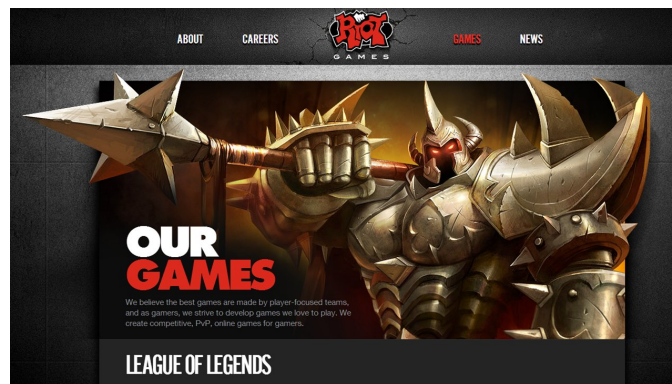 ABOUT CAREERS RIOT GAMES GAMES NEWS
OUR
GAMES
We believe the best games are made by player-focused teams,
and as gamers, we strive to develop games we love to play. We
create competitive, PvP, online games for gamers.
LEAGUE OF LEGENDS